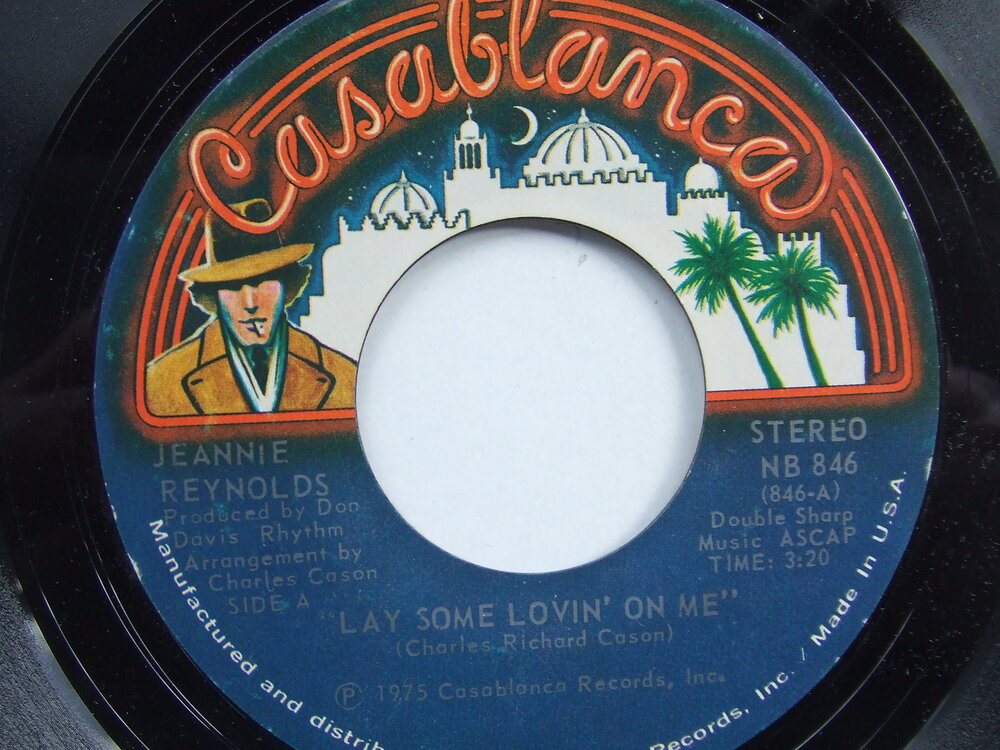 Casablanca
JEANNIE
REYNOLDS
Produced by Don
Davis Rhythm
Arrangement by
Charles Cason
SIDE A
STEREO
NB 846
(846-A)
Double Sharp
Music ASCAP
TIME: 3:20
"LAY SOME LOVIN' ON ME"
(Charles Richard Cason)
Ⓟ 1975 Casablanca Records, Inc.
Manufactured and distrib
Records, Inc. / Made In U.S.A.